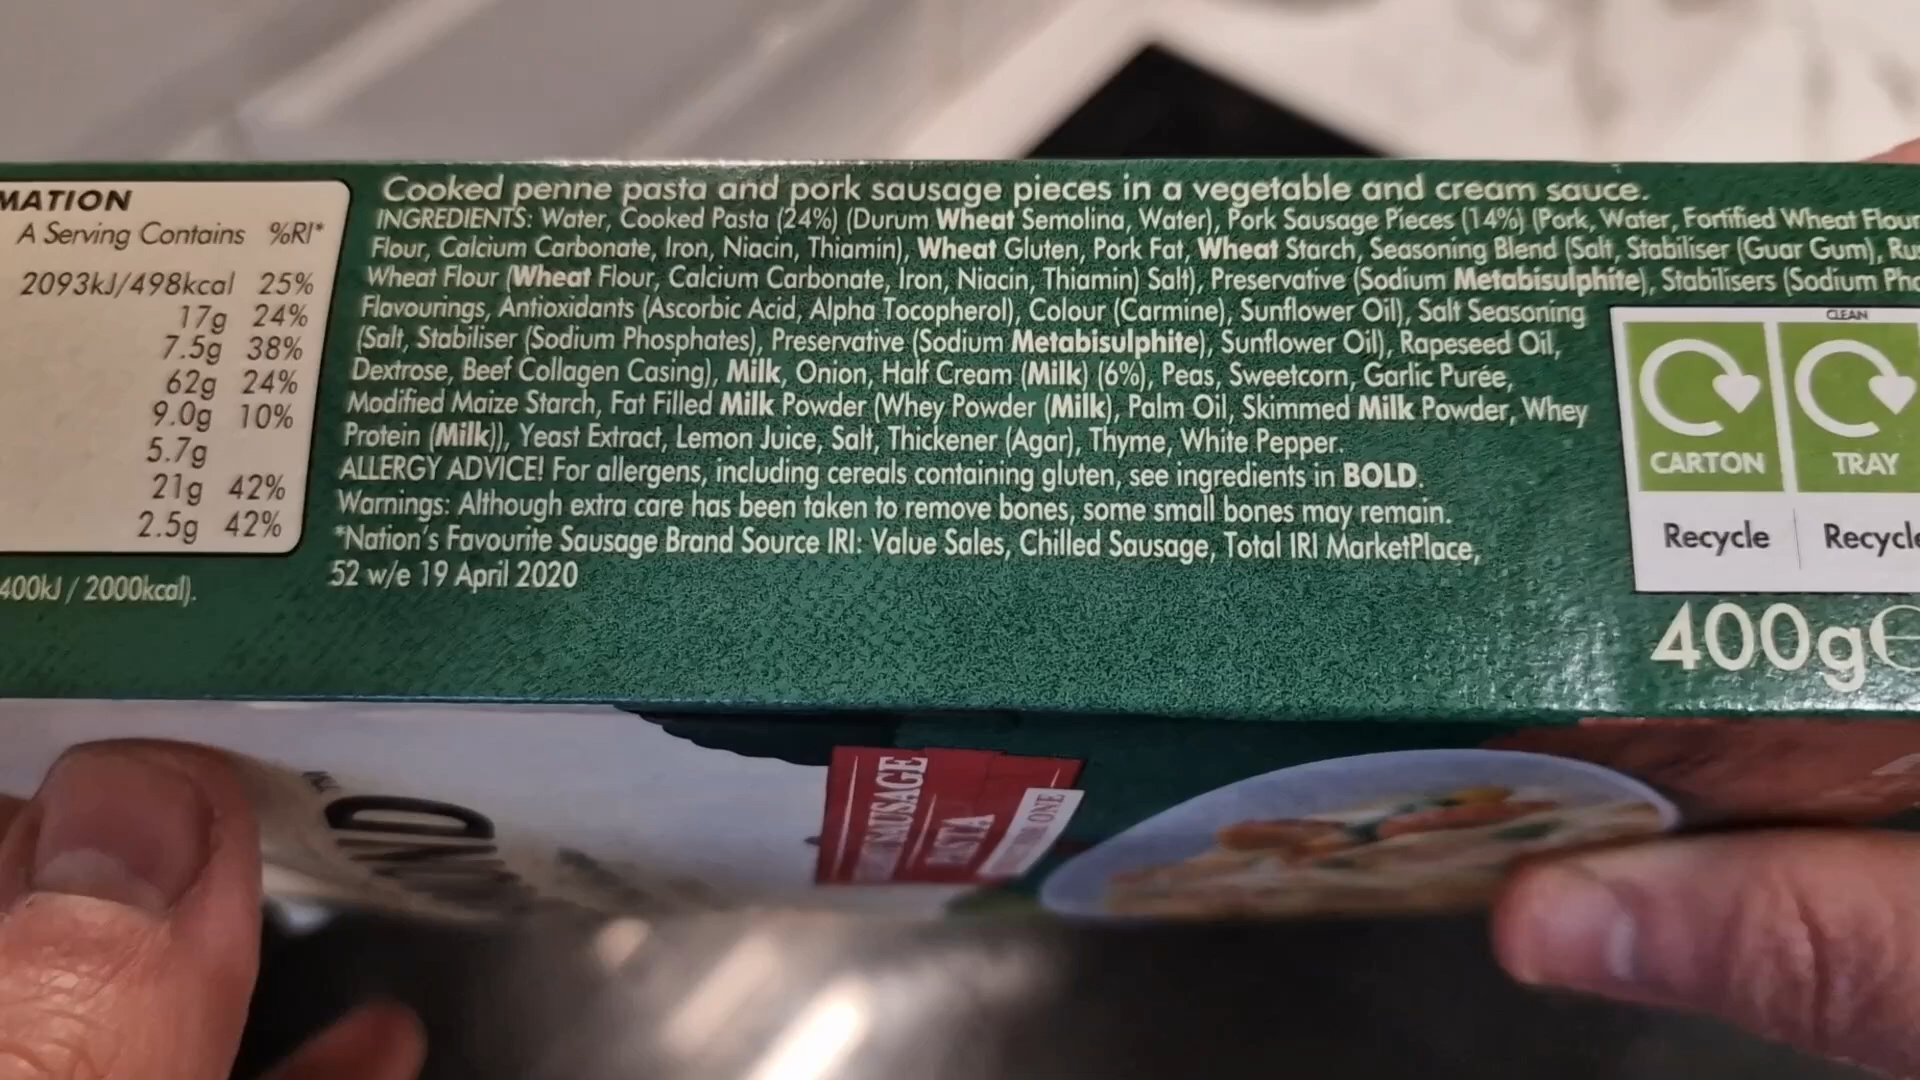 MATION
A Serving Contains %RI*
2093kJ/498kcal 25%
17g 24%
7.5g 38%
62g 24%
9.0g 10%
5.7g
21g 42%
2.5g 42%
400kJ / 2000kcal).
Cooked penne pasta and pork sausage pieces in a vegetable and cream sauce.
INGREDIENTS: Water, Cooked Pasta (24%) (Durum Wheat Semolina, Water), Pork Sausage Pieces (14%) (Pork, Water, Fortified Wheat Flour
Flour, Calcium Carbonate, Iron, Niacin, Thiamin), Wheat Gluten, Pork Fat, Wheat Starch, Seasoning Blend (Salt, Stabiliser (Guar Gum), Rus
Wheat Flour (Wheat Flour, Calcium Carbonate, Iron, Niacin, Thiamin) Salt), Preservative (Sodium Metabisulphite), Stabilisers (Sodium Pho
Flavourings, Antioxidants (Ascorbic Acid, Alpha Tocopherol), Colour (Carmine), Sunflower Oil), Salt Seasoning
(Salt, Stabiliser (Sodium Phosphates), Preservative (Sodium Metabisulphite), Sunflower Oil), Rapeseed Oil,
Dextrose, Beef Collagen Casing), Milk, Onion, Half Cream (Milk) (6%), Peas, Sweetcorn, Garlic Purée,
Modified Maize Starch, Fat Filled Milk Powder (Whey Powder (Milk), Palm Oil, Skimmed Milk Powder, Whey
Protein (Milk)), Yeast Extract, Lemon Juice, Salt, Thickener (Agar), Thyme, White Pepper.
ALLERGY ADVICE! For allergens, including cereals containing gluten, see ingredients in BOLD.
Warnings: Although extra care has been taken to remove bones, some small bones may remain.
*Nation's Favourite Sausage Brand Source IRI: Value Sales, Chilled Sausage, Total IRI MarketPlace,
52 w/e 19 April 2020
CARTON
Recycle
CLEAN
TRAY
Recycle
400g℮
SAUSAGE
PASTA
ONE